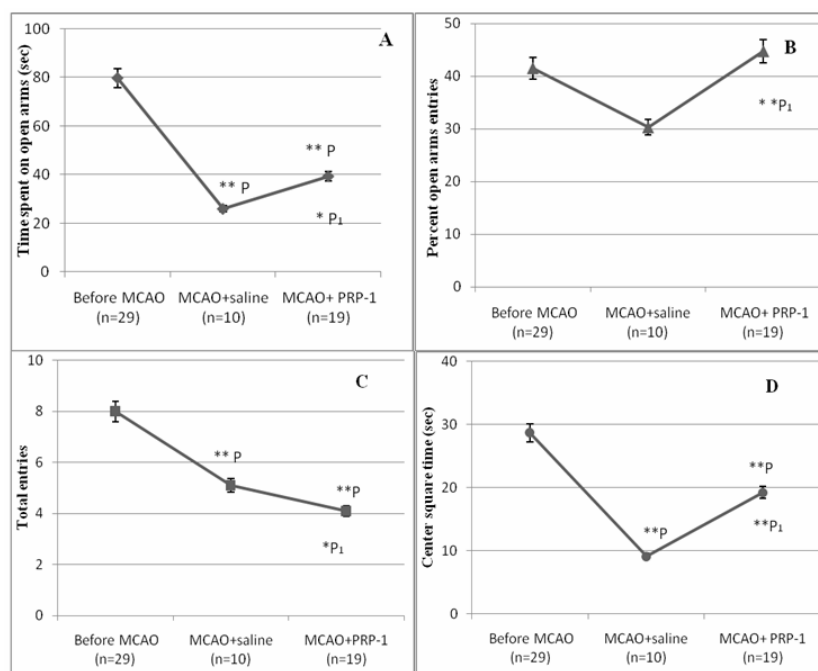 A
Time spent on open arms (sec)
100
80
60
40
20
0
** P
** P
* P₁
Before MCAO
(n=29)
MCAO+saline
(n=10)
MCAO+ PRP-1
(n=19)
B
Percent open arms entries
50
40
30
20
10
0
* *P₁
Before MCAO
(n=29)
MCAO+saline
(n=10)
MCAO+ PRP-1
(n=19)
C
Total entries
10
8
6
4
2
0
** P
**P
*P₁
Before MCAO
(n=29)
MCAO+saline
(n=10)
MCAO+PRP-1
(n=19)
D
Center square time (sec)
40
30
20
10
0
**P
**P
**P₁
Before MCAO
(n=29)
MCAO+saline
(n=10)
MCAO+ PRP-1
(n=19)